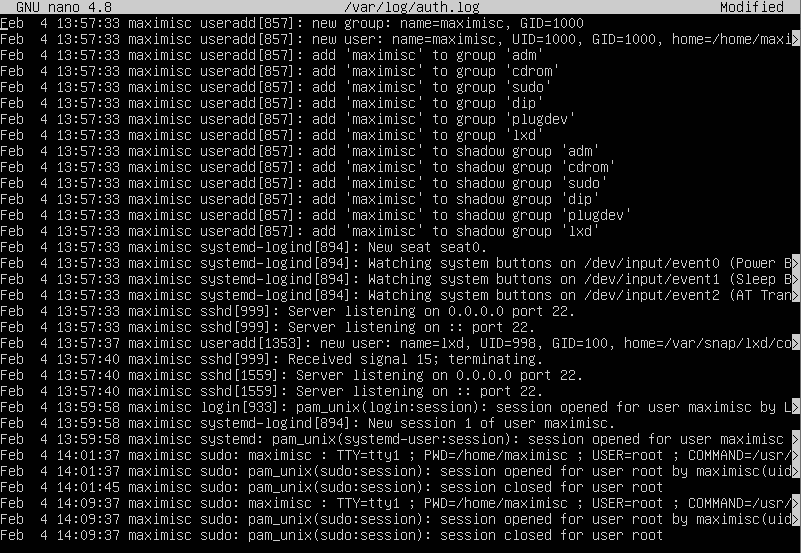 GNU nano 4.8 /var/log/auth.log Modified
Feb  4 13:57:33 maximisc useradd[857]: new group: name=maximisc, GID=1000
Feb  4 13:57:33 maximisc useradd[857]: new user: name=maximisc, UID=1000, GID=1000, home=/home/maxi>
Feb  4 13:57:33 maximisc useradd[857]: add 'maximisc' to group 'adm'
Feb  4 13:57:33 maximisc useradd[857]: add 'maximisc' to group 'cdrom'
Feb  4 13:57:33 maximisc useradd[857]: add 'maximisc' to group 'sudo'
Feb  4 13:57:33 maximisc useradd[857]: add 'maximisc' to group 'dip'
Feb  4 13:57:33 maximisc useradd[857]: add 'maximisc' to group 'plugdev'
Feb  4 13:57:33 maximisc useradd[857]: add 'maximisc' to group 'lxd'
Feb  4 13:57:33 maximisc useradd[857]: add 'maximisc' to shadow group 'adm'
Feb  4 13:57:33 maximisc useradd[857]: add 'maximisc' to shadow group 'cdrom'
Feb  4 13:57:33 maximisc useradd[857]: add 'maximisc' to shadow group 'sudo'
Feb  4 13:57:33 maximisc useradd[857]: add 'maximisc' to shadow group 'dip'
Feb  4 13:57:33 maximisc useradd[857]: add 'maximisc' to shadow group 'plugdev'
Feb  4 13:57:33 maximisc useradd[857]: add 'maximisc' to shadow group 'lxd'
Feb  4 13:57:33 maximisc systemd-logind[894]: New seat seat0.
Feb  4 13:57:33 maximisc systemd-logind[894]: Watching system buttons on /dev/input/event0 (Power B>
Feb  4 13:57:33 maximisc systemd-logind[894]: Watching system buttons on /dev/input/event1 (Sleep B>
Feb  4 13:57:33 maximisc systemd-logind[894]: Watching system buttons on /dev/input/event2 (AT Tran>
Feb  4 13:57:33 maximisc sshd[999]: Server listening on 0.0.0.0 port 22.
Feb  4 13:57:33 maximisc sshd[999]: Server listening on :: port 22.
Feb  4 13:57:37 maximisc useradd[1353]: new user: name=lxd, UID=998, GID=100, home=/var/snap/lxd/co>
Feb  4 13:57:40 maximisc sshd[999]: Received signal 15; terminating.
Feb  4 13:57:40 maximisc sshd[1559]: Server listening on 0.0.0.0 port 22.
Feb  4 13:57:40 maximisc sshd[1559]: Server listening on :: port 22.
Feb  4 13:59:58 maximisc login[933]: pam_unix(login:session): session opened for user maximisc by L>
Feb  4 13:59:58 maximisc systemd-logind[894]: New session 1 of user maximisc.
Feb  4 13:59:58 maximisc systemd: pam_unix(systemd-user:session): session opened for user maximisc >
Feb  4 14:01:37 maximisc sudo: maximisc : TTY=tty1 ; PWD=/home/maximisc ; USER=root ; COMMAND=/usr/>
Feb  4 14:01:37 maximisc sudo: pam_unix(sudo:session): session opened for user root by maximisc(uid>
Feb  4 14:01:45 maximisc sudo: pam_unix(sudo:session): session closed for user root
Feb  4 14:09:37 maximisc sudo: maximisc : TTY=tty1 ; PWD=/home/maximisc ; USER=root ; COMMAND=/usr/>
Feb  4 14:09:37 maximisc sudo: pam_unix(sudo:session): session opened for user root by maximisc(uid>
Feb  4 14:09:37 maximisc sudo: pam_unix(sudo:session): session closed for user root